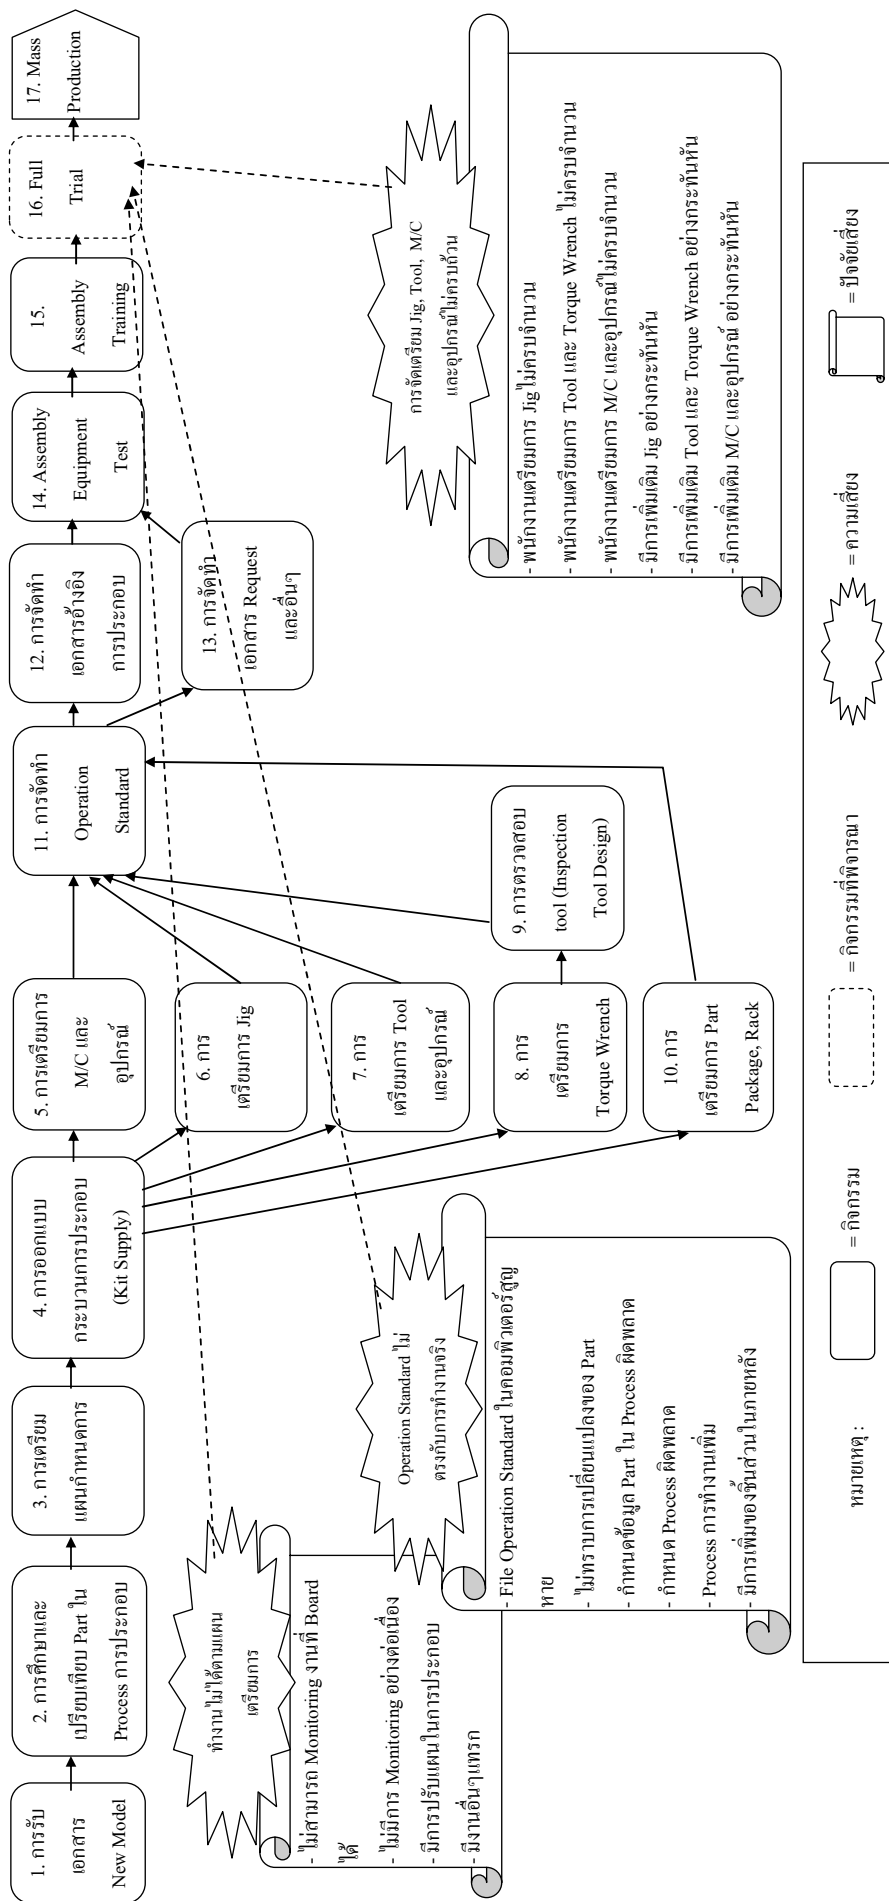 1. การรับ
เอกสาร
New Model
2. การศึกษาและ
เปรียบเทียบ Part ใน
Process การประกอบ
3. การเตรียม
แผนกำหนดการ
4. การออกแบบ
กระบวนการประกอบ
(Kit Supply)
5. การเตรียมการ
M/C และ
อุปกรณ์
6. การ
เตรียมการ Jig
7. การ
เตรียมการ Tool
และอุปกรณ์
8. การ
เตรียมการ
Torque Wrench
9. การตรวจสอบ
tool (Inspection
Tool Design)
10. การ
เตรียมการ Part
Package, Rack
11. การจัดทำ
Operation
Standard
12. การจัดทำ
เอกสารอ้างอิง
การประกอบ
13. การจัดทำ
เอกสาร Request
และอื่นๆ
14. Assembly
Equipment
Test
15.
Assembly
Training
16. Full
Trial
17. Mass
Production
ทำงานไม่ได้ตามแผน
เตรียมการ
- ไม่สามารถ Monitoring งานที่ Board
ได้
- ไม่มีการ Monitoring อย่างต่อเนื่อง
- มีการปรับแผนในการประกอบ
- มีงานอื่นๆแทรก
Operation Standard ไม่
ตรงกับการทำงานจริง
- File Operation Standard ในคอมพิวเตอร์สูญ
หาย
- ไม่ทราบการเปลี่ยนแปลงของ Part
- กำหนดข้อมูล Part ใน Process ผิดพลาด
- กำหนด Process ผิดพลาด
- Process การทำงานเพิ่ม
- มีการเพิ่มของชิ้นส่วนในภายหลัง
การจัดเตรียม Jig, Tool, M/C
และอุปกรณ์ไม่ครบถ้วน
- พนักงานเตรียมการ Jig ไม่ครบจำนวน
- พนักงานเตรียมการ Tool และ Torque Wrench ไม่ครบจำนวน
- พนักงานเตรียมการ M/C และอุปกรณ์ไม่ครบจำนวน
- มีการเพิ่มเติม Jig อย่างกระทันหัน
- มีการเพิ่มเติม Tool และ Torque Wrench อย่างกระทันหัน
- มีการเพิ่มเติม M/C และอุปกรณ์ อย่างกระทันหัน
หมายเหตุ :
= กิจกรรม
= กิจกรรมที่พิจารณา
= ความเสี่ยง
= ปัจจัยเสี่ยง